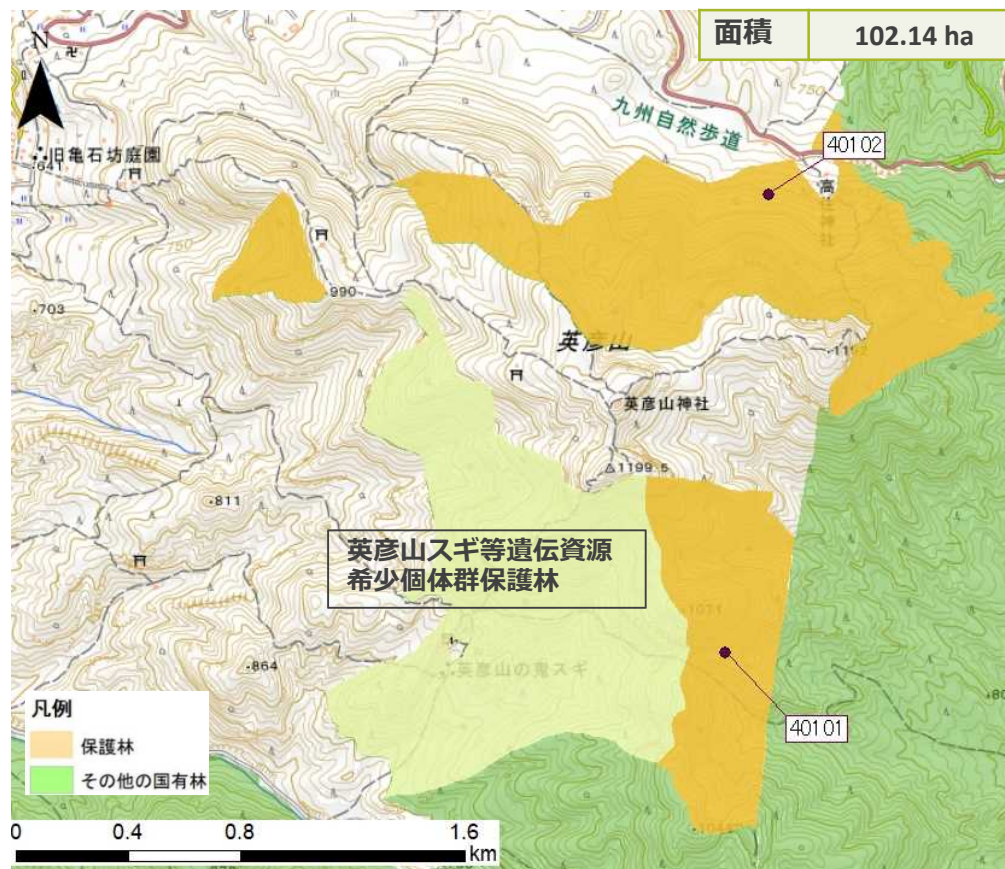 面積
102.14 ha
N
750
九州自然歩道
旧亀石坊庭園
641
40102
高住神社
750
990
703
英彦山
1192
英彦山神社
1199.5
811
英彦山スギ等遺伝資源
希少個体群保護林
1071
英彦山の鬼スギ
864
凡例
保護林
その他の国有林
40101
0 0.4 0.8 1.6
km